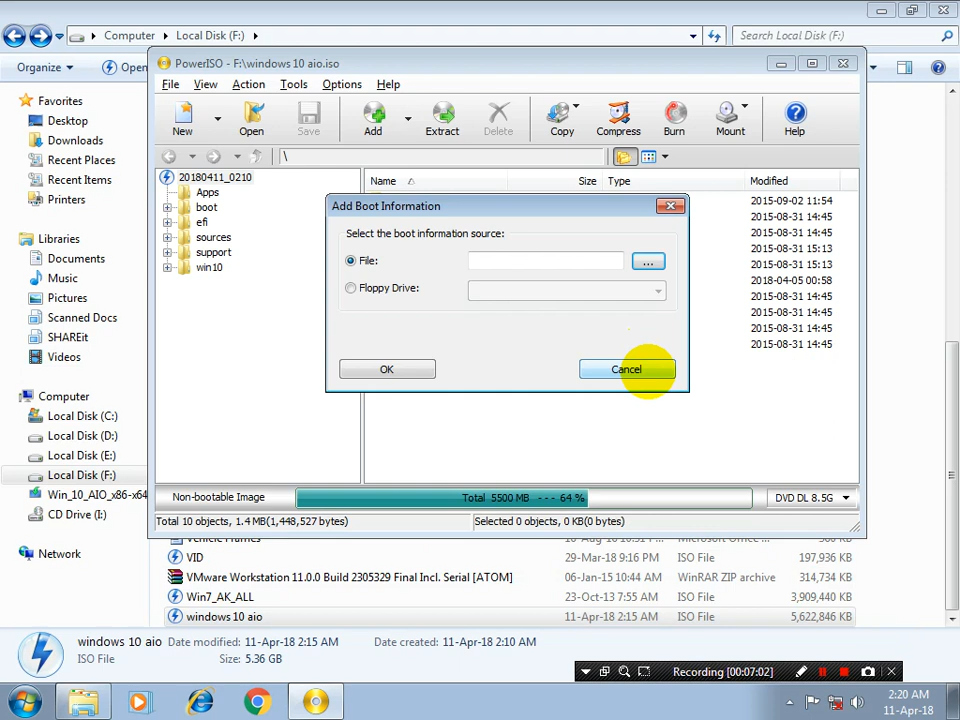 Computer
Local Disk (F:)
Search Local Disk (F:)
Organize
Open
PowerISO - F:\windows 10 aio.iso
File View Action Tools Options Help
New Open Save Add Extract Delete Copy Compress Burn Mount Help
\
Favorites
Desktop
Downloads
Recent Places
Recent Items
Printers
Libraries
Documents
Music
Pictures
Scanned Docs
SHAREit
Videos
Computer
Local Disk (C:)
Local Disk (D:)
Local Disk (E:)
Local Disk (F:)
Win_10_AIO_x86-x64
CD Drive (I:)
Network
20180411_0210
Apps
boot
efi
sources
support
win10
Name Size Type Modified
2015-09-02 11:54
2015-08-31 14:45
2015-08-31 14:45
2015-08-31 15:13
2015-08-31 15:13
2018-04-05 00:58
2015-08-31 14:45
2015-08-31 14:45
2015-08-31 14:45
2015-08-31 14:45
Add Boot Information
Select the boot information source:
File:
...
Floppy Drive:
OK
Cancel
Non-bootable Image
Total 5500 MB --- 64 %
DVD DL 8.5G
Total 10 objects, 1.4 MB(1,448,527 bytes)
Selected 0 objects, 0 KB(0 bytes)
VID 29-Mar-18 9:16 PM ISO File 197,936 KB
VMware Workstation 11.0.0 Build 2305329 Final Incl. Serial [ATOM] 06-Jan-15 10:44 AM WinRAR ZIP archive 314,734 KB
Win7_AK_ALL 23-Oct-13 7:55 AM ISO File 3,909,440 KB
windows 10 aio 11-Apr-18 2:15 AM ISO File 5,622,846 KB
windows 10 aio Date modified: 11-Apr-18 2:15 AM Date created: 11-Apr-18 2:10 AM
ISO File Size: 5.36 GB
Recording [00:07:02]
2:20 AM
11-Apr-18